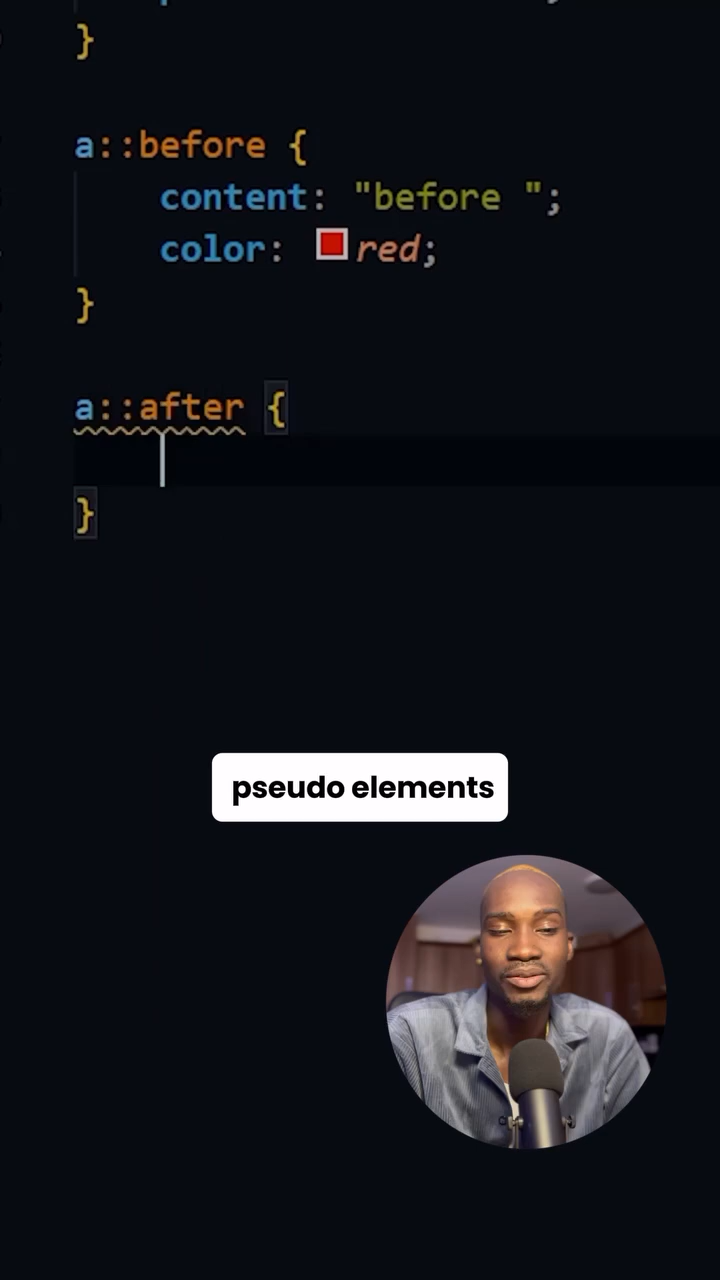 }
a::before {
content: "before ";
color: red;
}
a::after {
}
pseudo elements